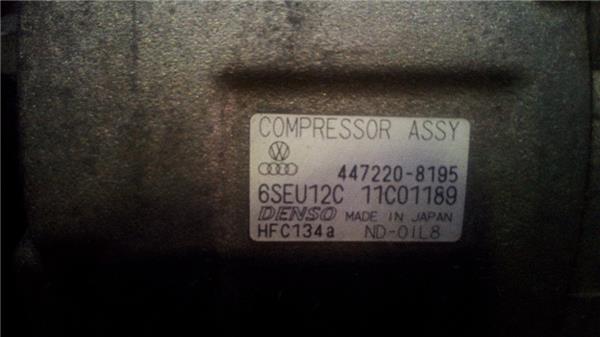 COMPRESSOR ASSY
447220-8195
6SEU12C 11C01189
DENSO MADE IN JAPAN
HFC134a ND-OIL8